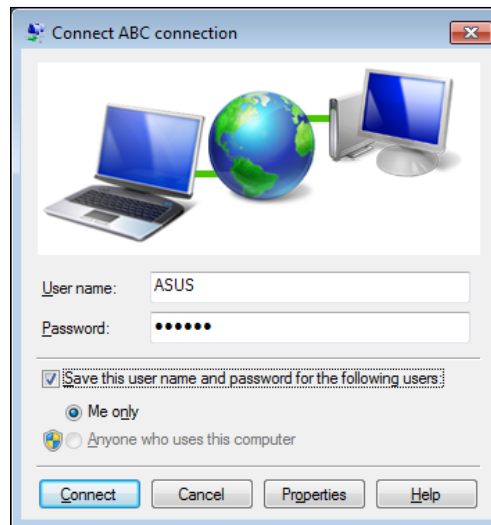 Connect ABC connection
User name: ASUS
Password: ●●●●●●
Save this user name and password for the following users:
Me only
Anyone who uses this computer
Connect Cancel Properties Help